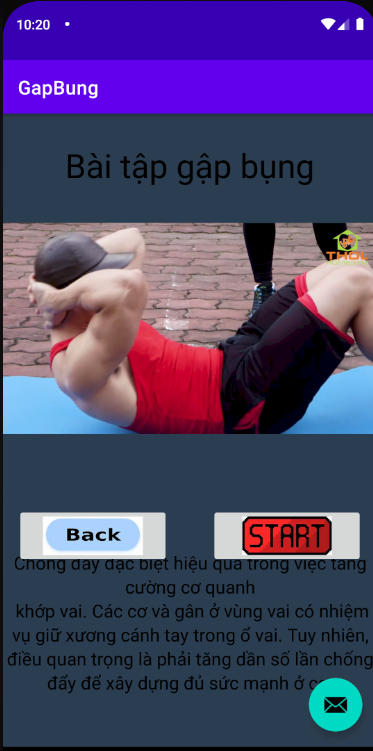 10:20
GapBung
Bài tập gập bụng
THOL
Back
START
Chống đẩy đặc biệt hiệu quả trong việc tăng
cường cơ quanh
khớp vai. Các cơ và gân ở vùng vai có nhiệm
vụ giữ xương cánh tay trong ổ vai. Tuy nhiên,
điều quan trọng là phải tăng dần số lần chống
đẩy để xây dựng đủ sức mạnh ở